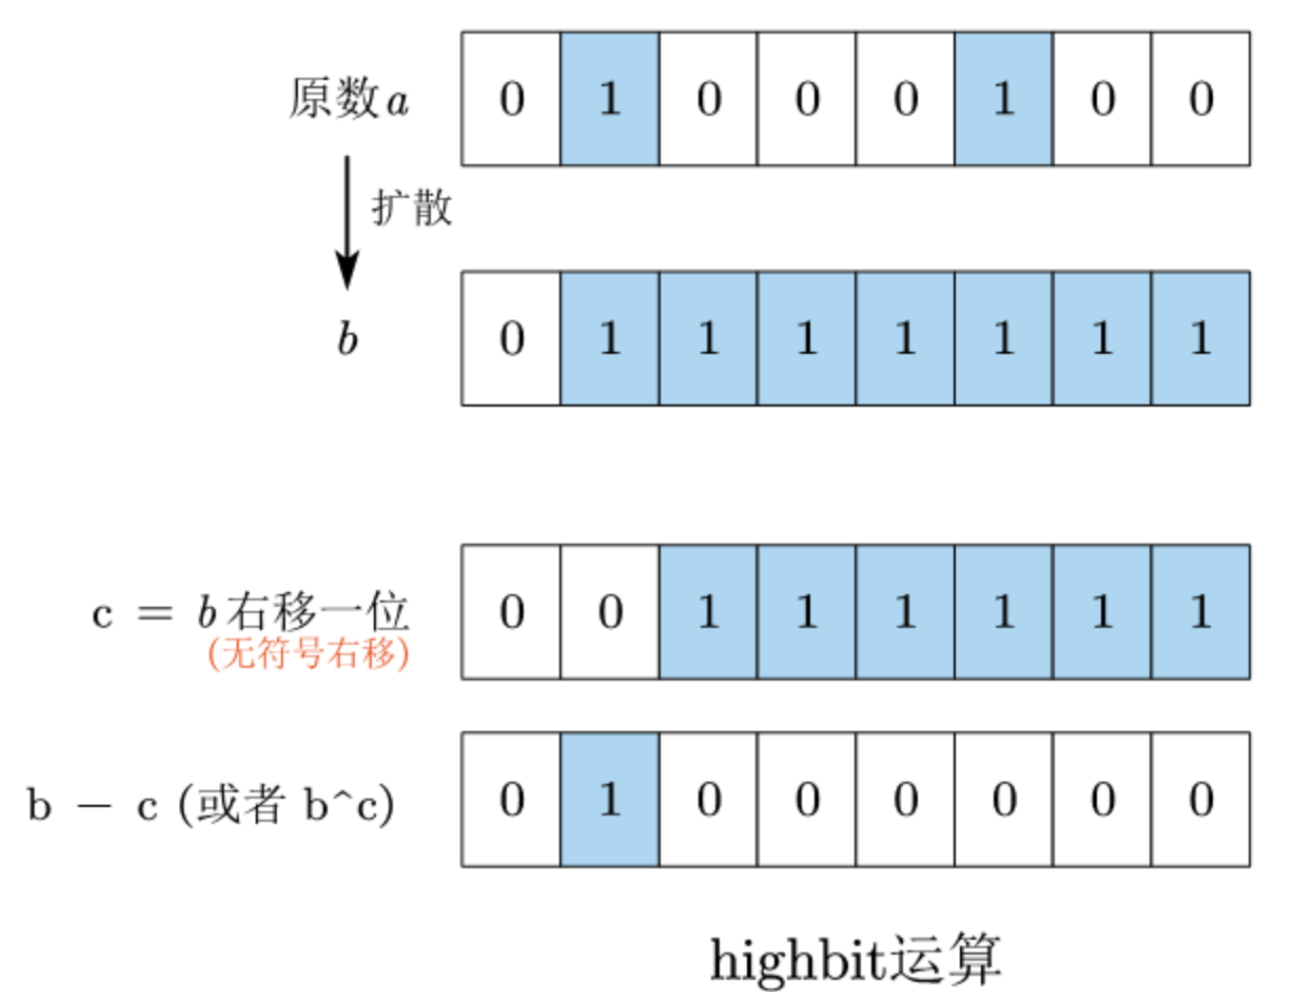 原数a 0 1 0 0 0 1 0 0
扩散
b 0 1 1 1 1 1 1 1
c = b右移一位 0 0 1 1 1 1 1 1
(无符号右移)
b − c (或者 b^c) 0 1 0 0 0 0 0 0
highbit运算